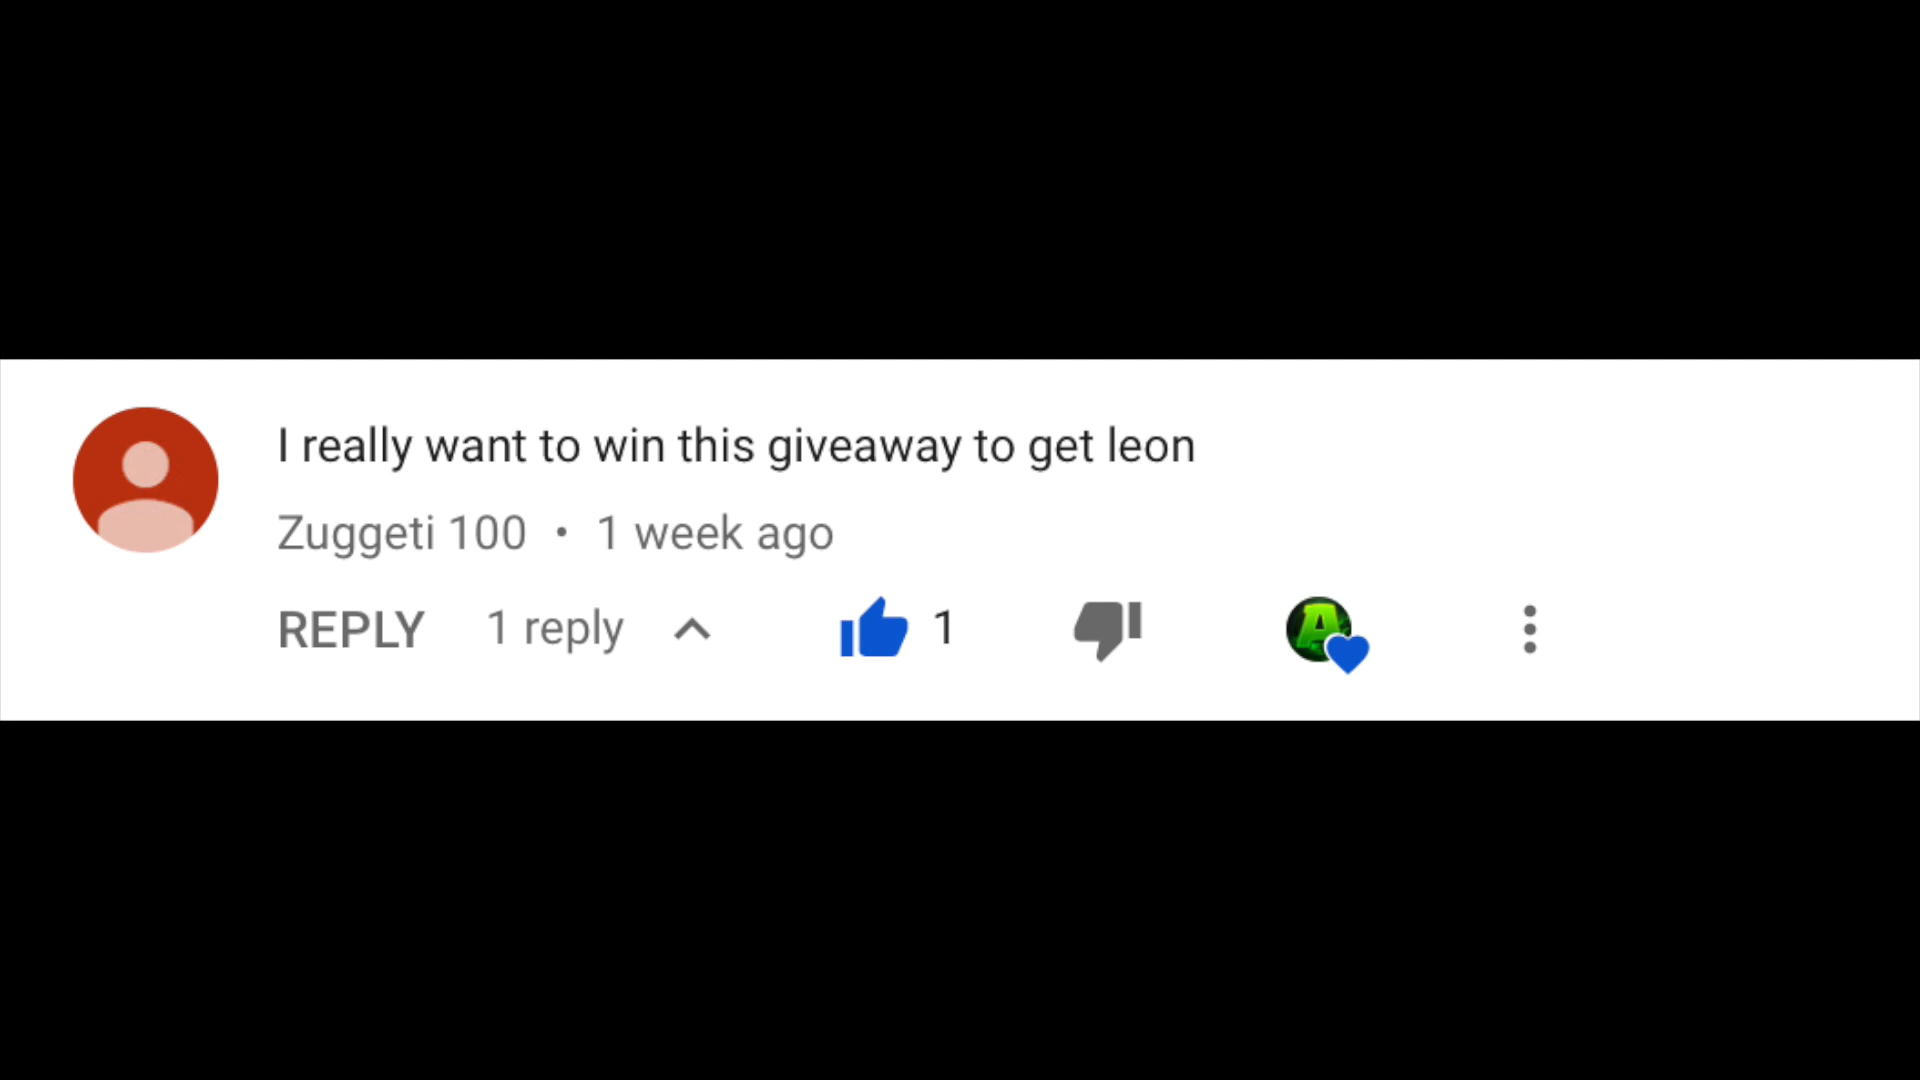 I really want to win this giveaway to get leon
Zuggeti 100 • 1 week ago
REPLY 1 reply 1
A